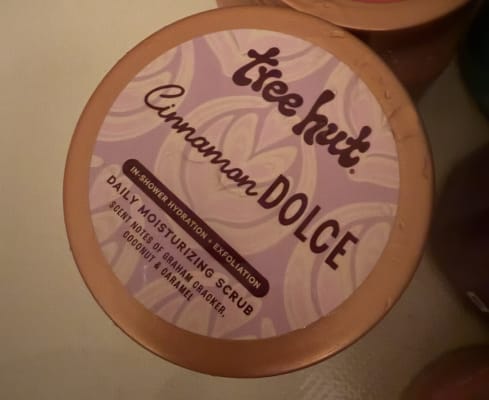 tree hut.
Cinnamon DOLCE
IN-SHOWER HYDRATION + EXFOLIATION
DAILY MOISTURIZING SCRUB
SCENT NOTES OF GRAHAM CRACKER,
COCONUT & CARAMEL